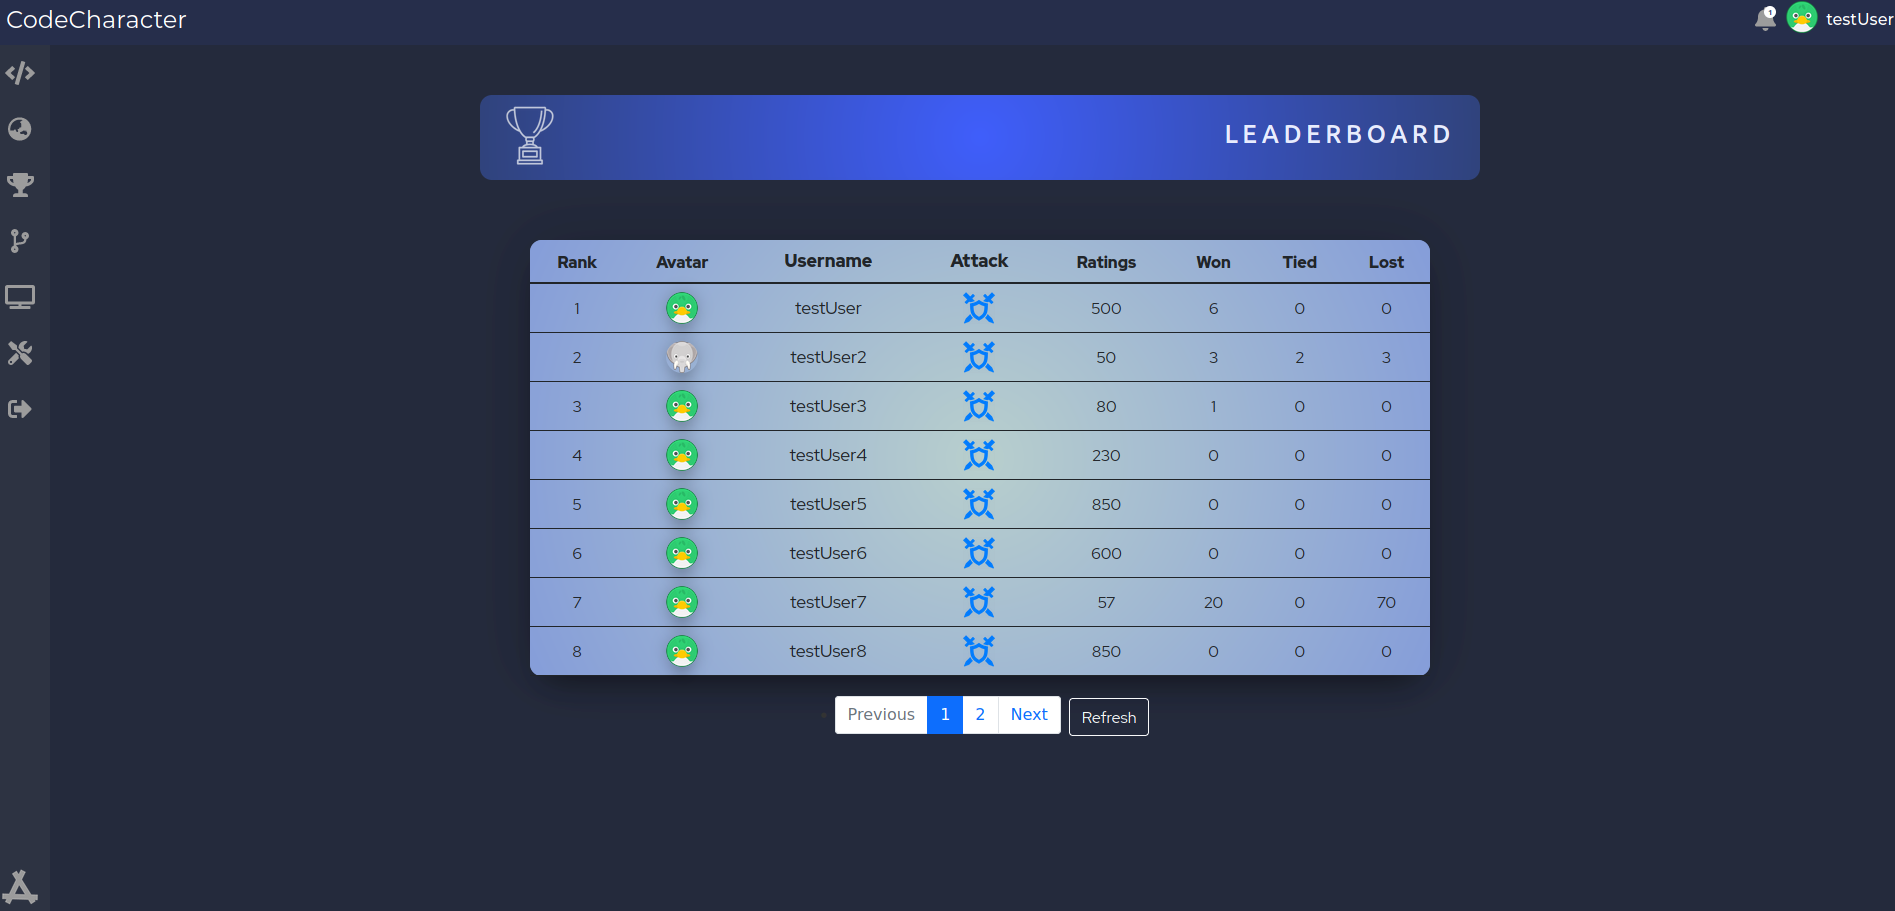 CodeCharacter
1
testUser
LEADERBOARD
Rank Avatar Username Attack Ratings Won Tied Lost
1 testUser 500 6 0 0
2 testUser2 50 3 2 3
3 testUser3 80 1 0 0
4 testUser4 230 0 0 0
5 testUser5 850 0 0 0
6 testUser6 600 0 0 0
7 testUser7 57 20 0 70
8 testUser8 850 0 0 0
Previous 1 2 Next Refresh